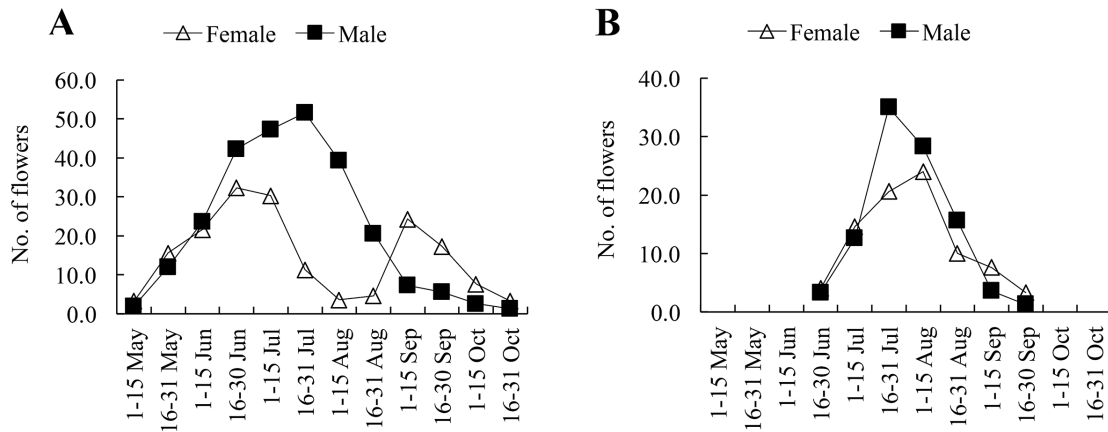 A
Female Male
60.0
50.0
40.0
30.0
20.0
10.0
0.0
No. of flowers
1-15 May
16-31 May
1-15 Jun
16-30 Jun
1-15 Jul
16-31 Jul
1-15 Aug
16-31 Aug
1-15 Sep
16-30 Sep
1-15 Oct
16-31 Oct
B
Female Male
40.0
30.0
20.0
10.0
0.0
No. of flowers
1-15 May
16-31 May
1-15 Jun
16-30 Jun
1-15 Jul
16-31 Jul
1-15 Aug
16-31 Aug
1-15 Sep
16-30 Sep
1-15 Oct
16-31 Oct